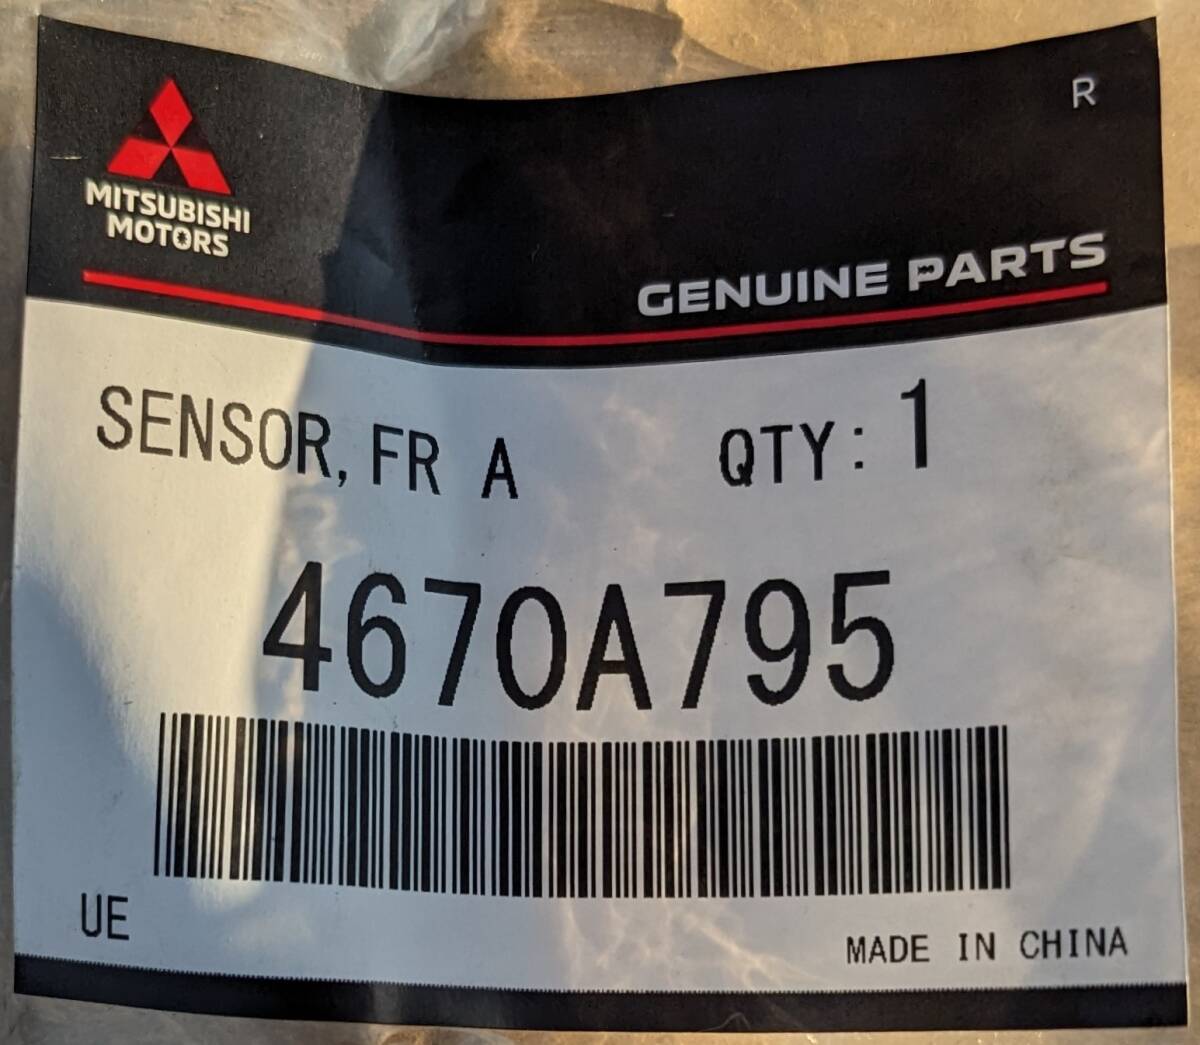 R
MITSUBISHI
MOTORS
GENUINE PARTS
SENSOR, FR A QTY: 1
4670A795
UE
MADE IN CHINA